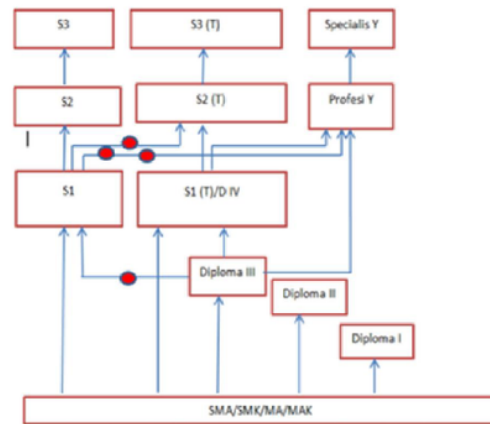 S3
S3 (T)
Specialis Y
S2
S2 (T)
Profesi Y
S1
S1 (T)/D IV
Diploma III
Diploma II
Diploma I
SMA/SMK/MA/MAK